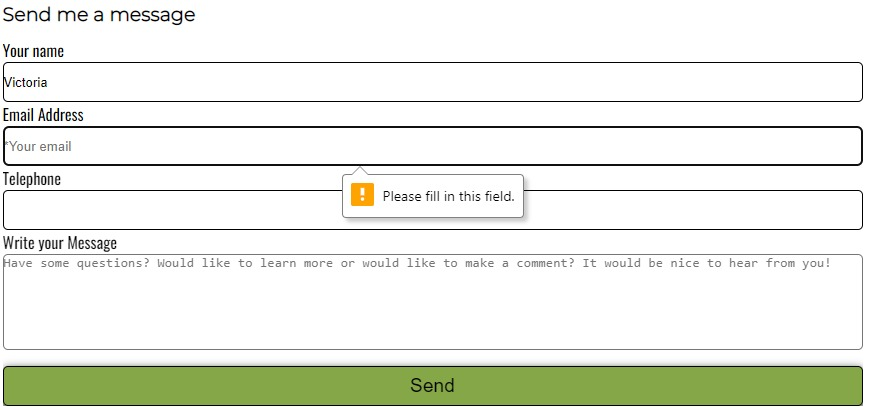 Send me a message
Your name
Victoria
Email Address
*Your email
Telephone
Please fill in this field.
Write your Message
Have some questions? Would like to learn more or would like to make a comment? It would be nice to hear from you!
Send